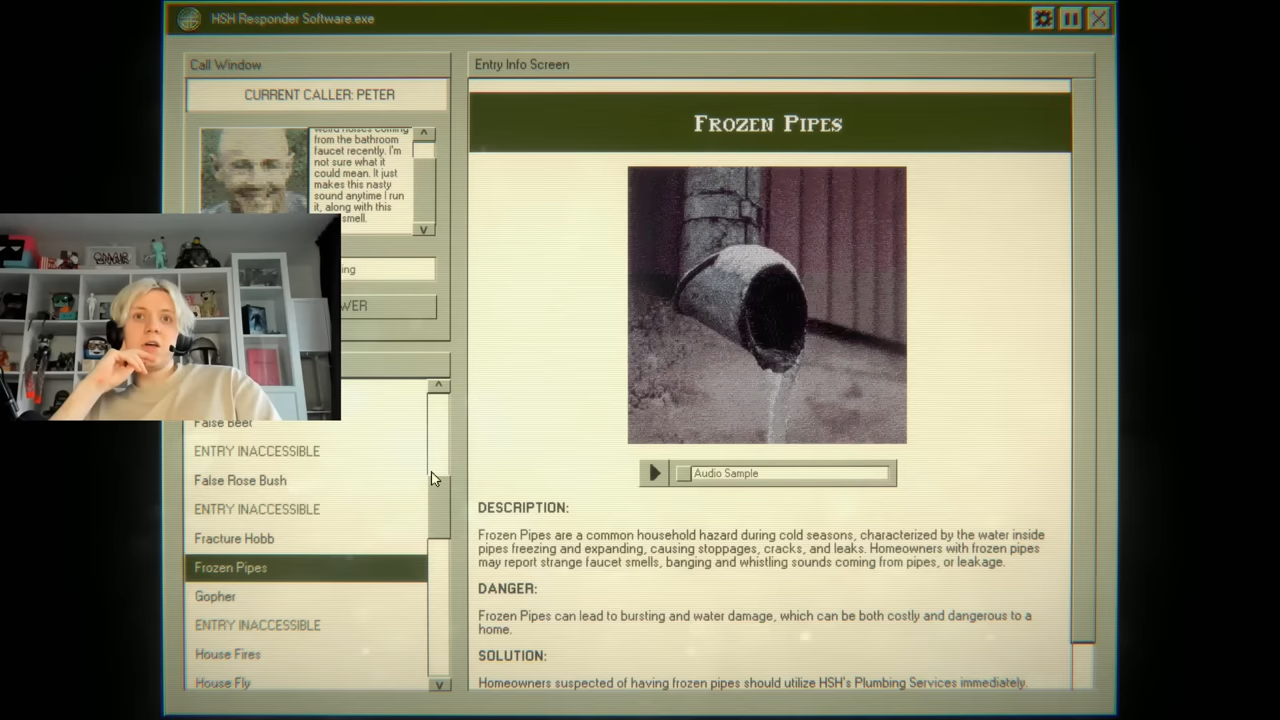 HSH Responder Software.exe
Call Window
CURRENT CALLER: PETER
weird noises coming
from the bathroom
faucet recently. I'm
not sure what it
could mean. It just
makes this nasty
sound anytime I run
it, along with this
smell.
Entry Info Screen
FROZEN PIPES
Audio Sample
DESCRIPTION:
Frozen Pipes are a common household hazard during cold seasons, characterized by the water inside
pipes freezing and expanding, causing stoppages, cracks, and leaks. Homeowners with frozen pipes
may report strange faucet smells, banging and whistling sounds coming from pipes, or leakage.
DANGER:
Frozen Pipes can lead to bursting and water damage, which can be both costly and dangerous to a
home.
SOLUTION:
Homeowners suspected of having frozen pipes should utilize HSH's Plumbing Services immediately.
False Beet
ENTRY INACCESSIBLE
False Rose Bush
ENTRY INACCESSIBLE
Fracture Hobb
Frozen Pipes
Gopher
ENTRY INACCESSIBLE
House Fires
House Fly